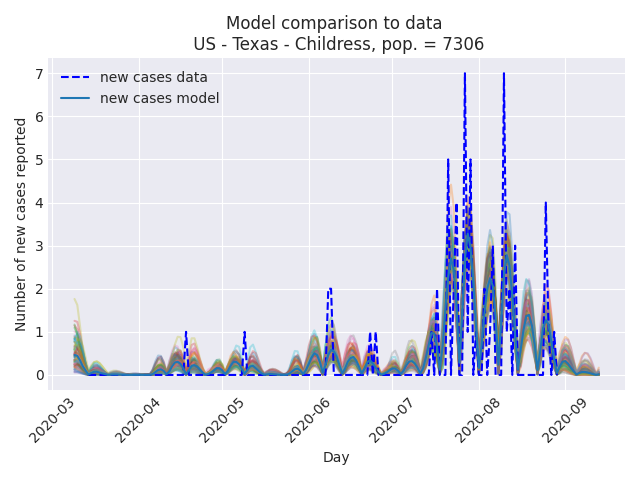 Model comparison to data
US - Texas - Childress, pop. = 7306
new cases data
new cases model
Number of new cases reported
7
6
5
4
3
2
1
0
2020-03
2020-04
2020-05
2020-06
2020-07
2020-08
2020-09
Day